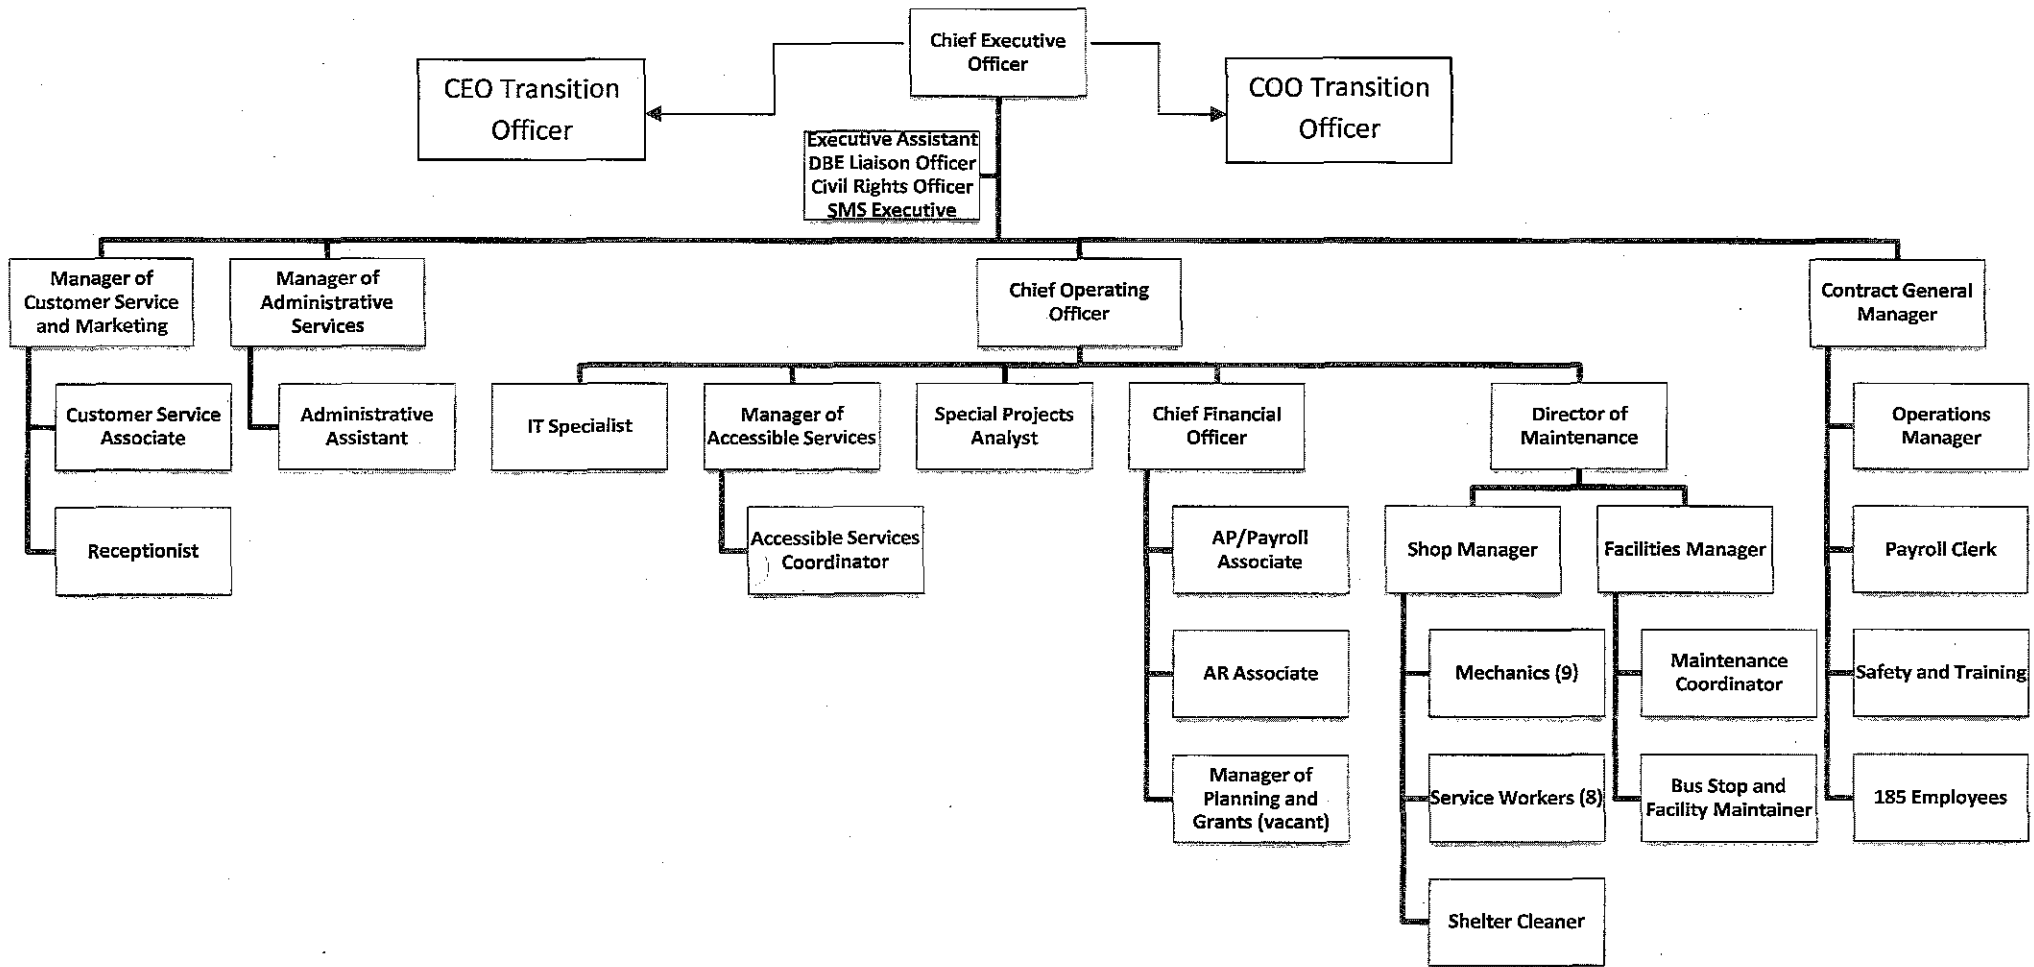 Chief Executive
Officer
CEO Transition
Officer
COO Transition
Officer
Executive Assistant
DBE Liaison Officer
Civil Rights Officer
SMS Executive
Manager of
Customer Service
and Marketing
Manager of
Administrative
Services
Chief Operating
Officer
Contract General
Manager
Customer Service
Associate
Administrative
Assistant
IT Specialist
Manager of
Accessible Services
Special Projects
Analyst
Chief Financial
Officer
Director of
Maintenance
Operations
Manager
Receptionist
Accessible Services
Coordinator
AP/Payroll
Associate
Shop Manager
Facilities Manager
Payroll Clerk
AR Associate
Mechanics (9)
Maintenance
Coordinator
Safety and Training
Manager of
Planning and
Grants (vacant)
Service Workers (8)
Bus Stop and
Facility Maintainer
185 Employees
Shelter Cleaner